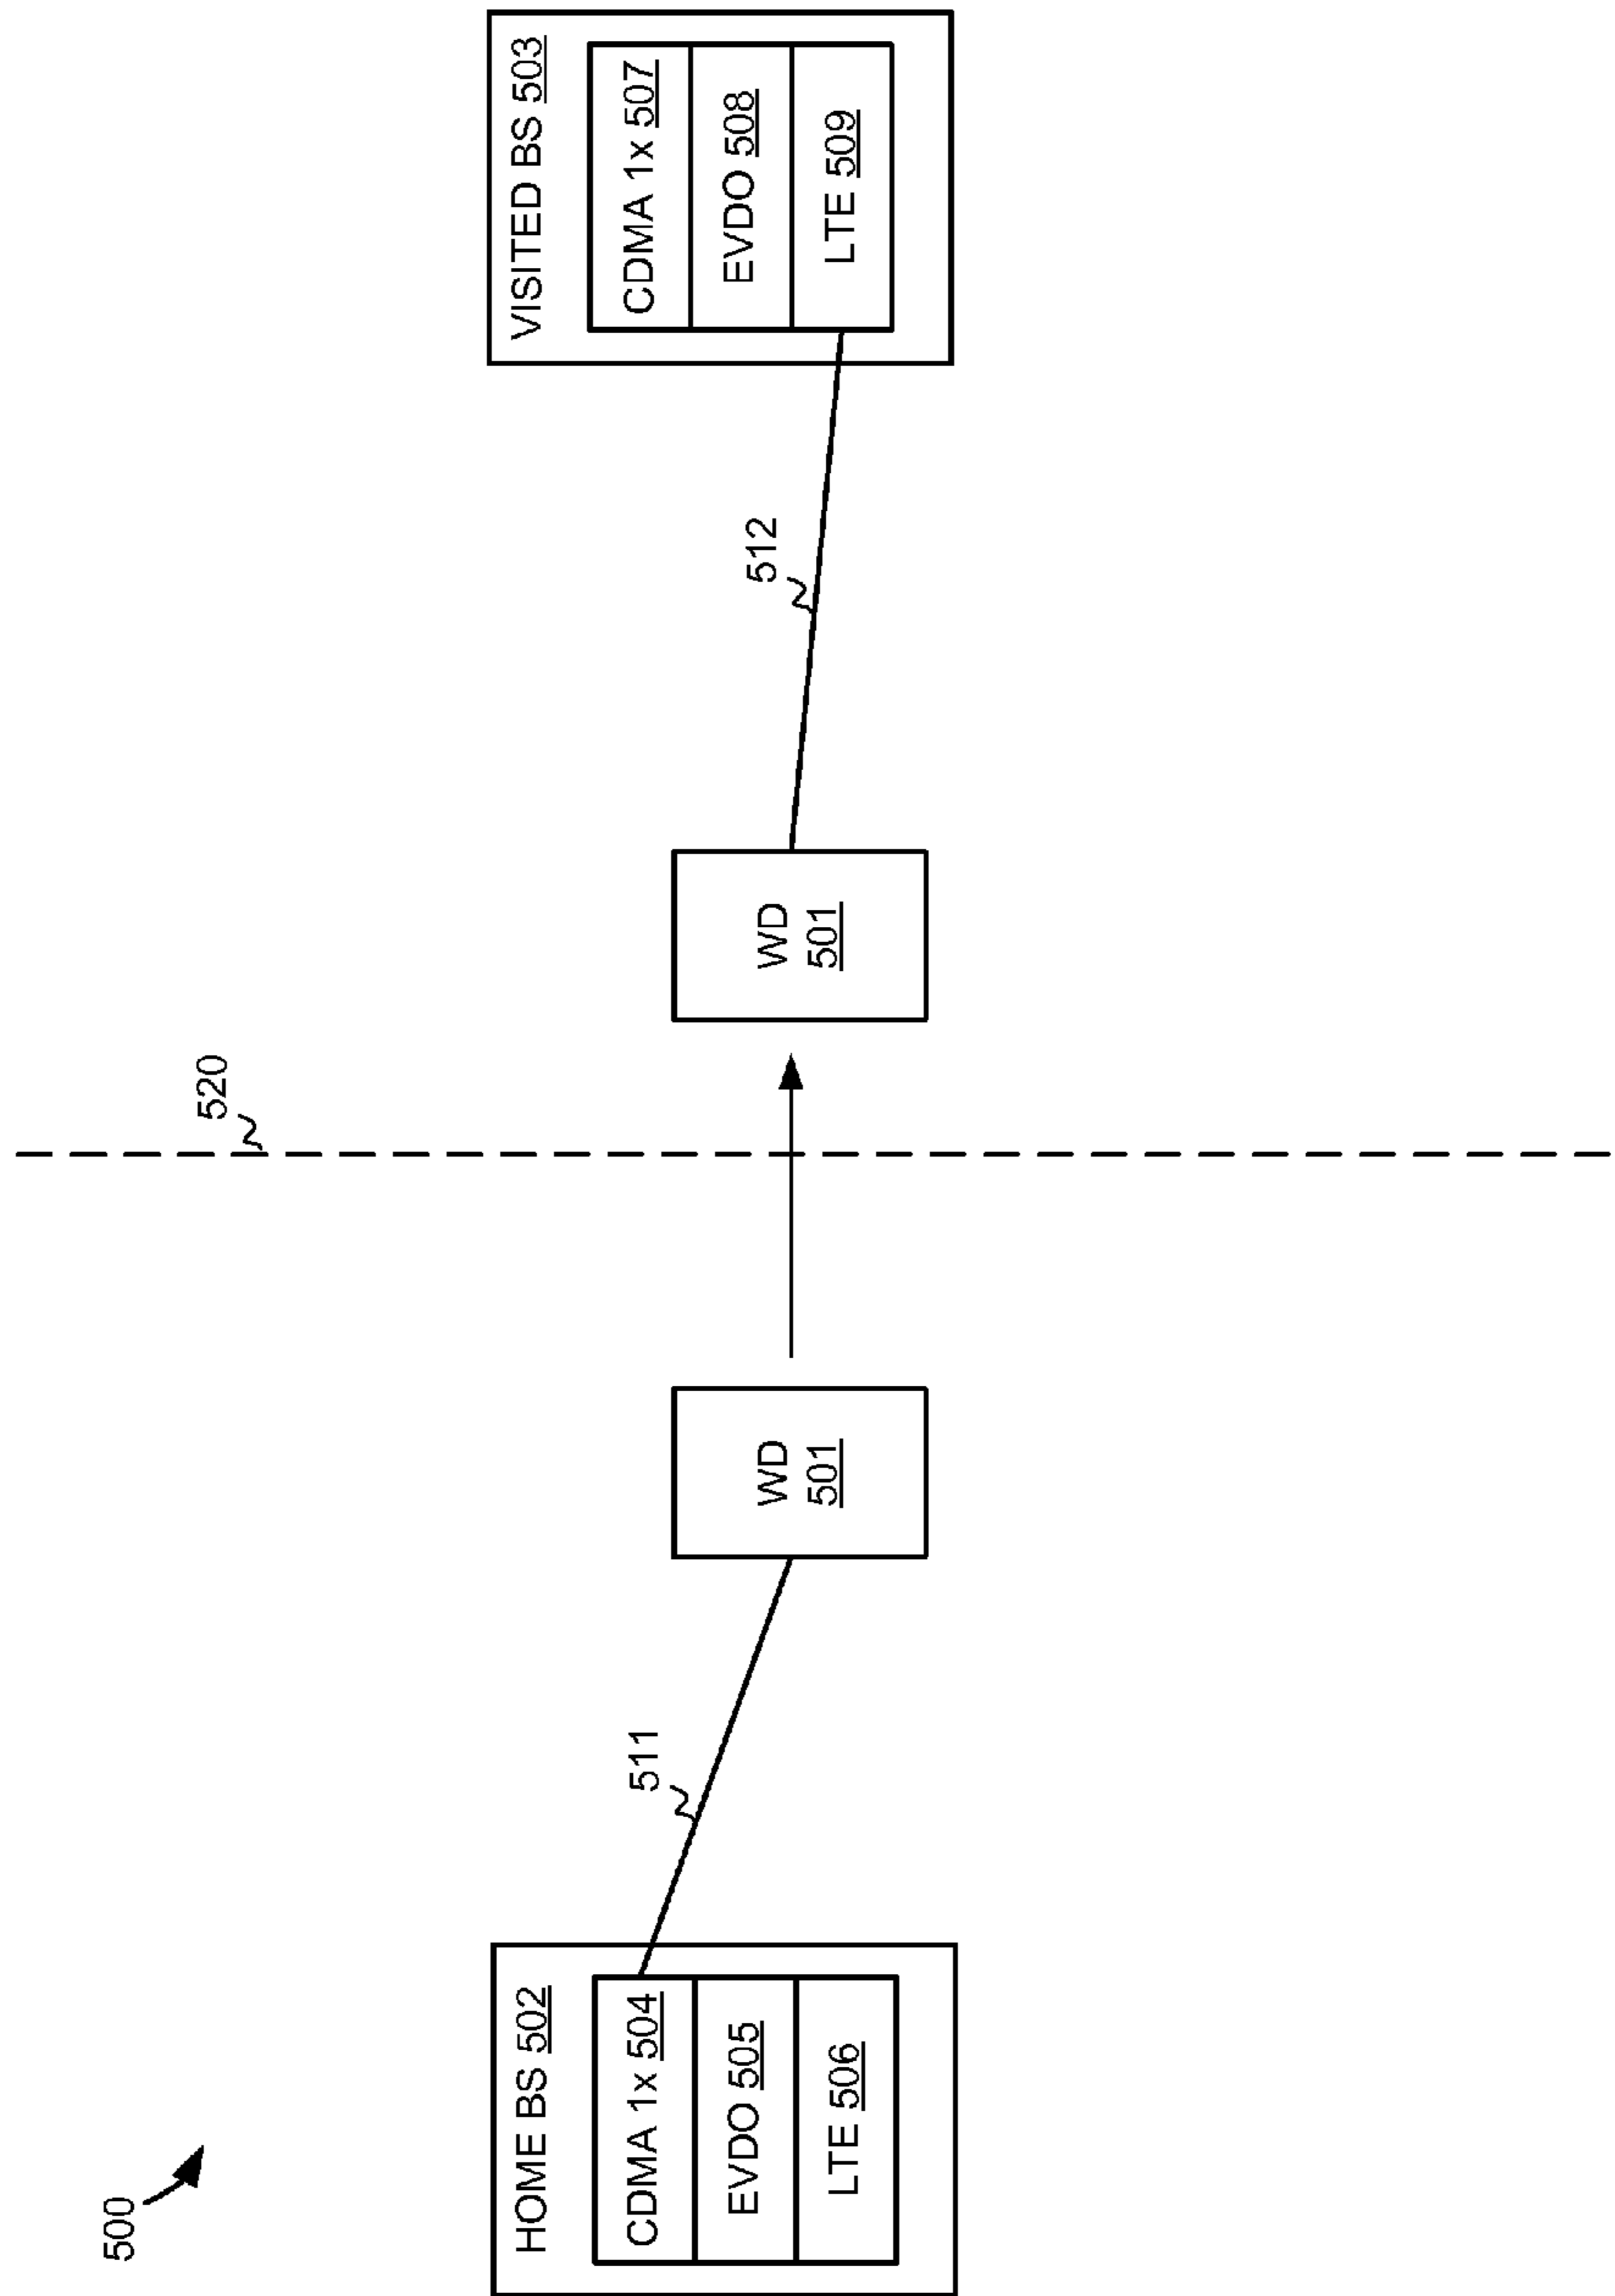 500
520
HOME BS 502
CDMA 1x 504
EVDO 505
LTE 506
511
WD
501
WD
501
512
VISITED BS 503
CDMA 1x 507
EVDO 508
LTE 509